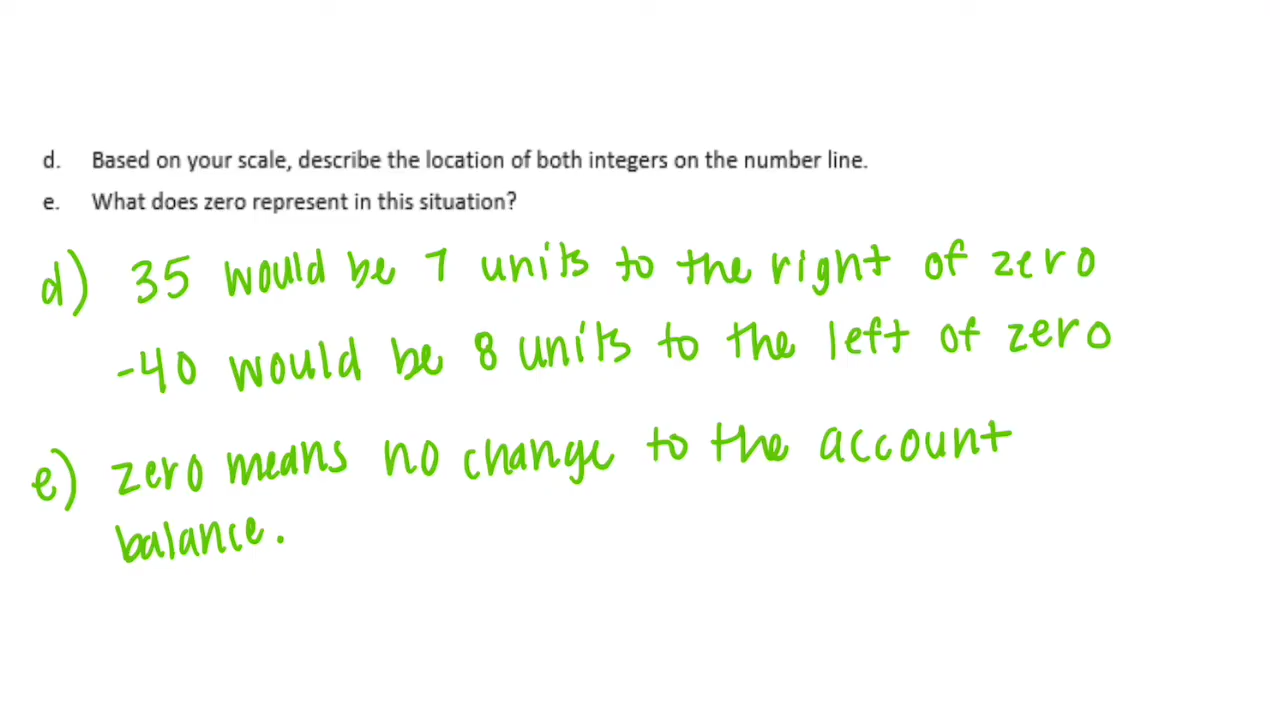 d. Based on your scale, describe the location of both integers on the number line.
e. What does zero represent in this situation?
d) 35 would be 7 units to the right of zero
-40 would be 8 units to the left of zero
e) zero means no change to the account
balance.